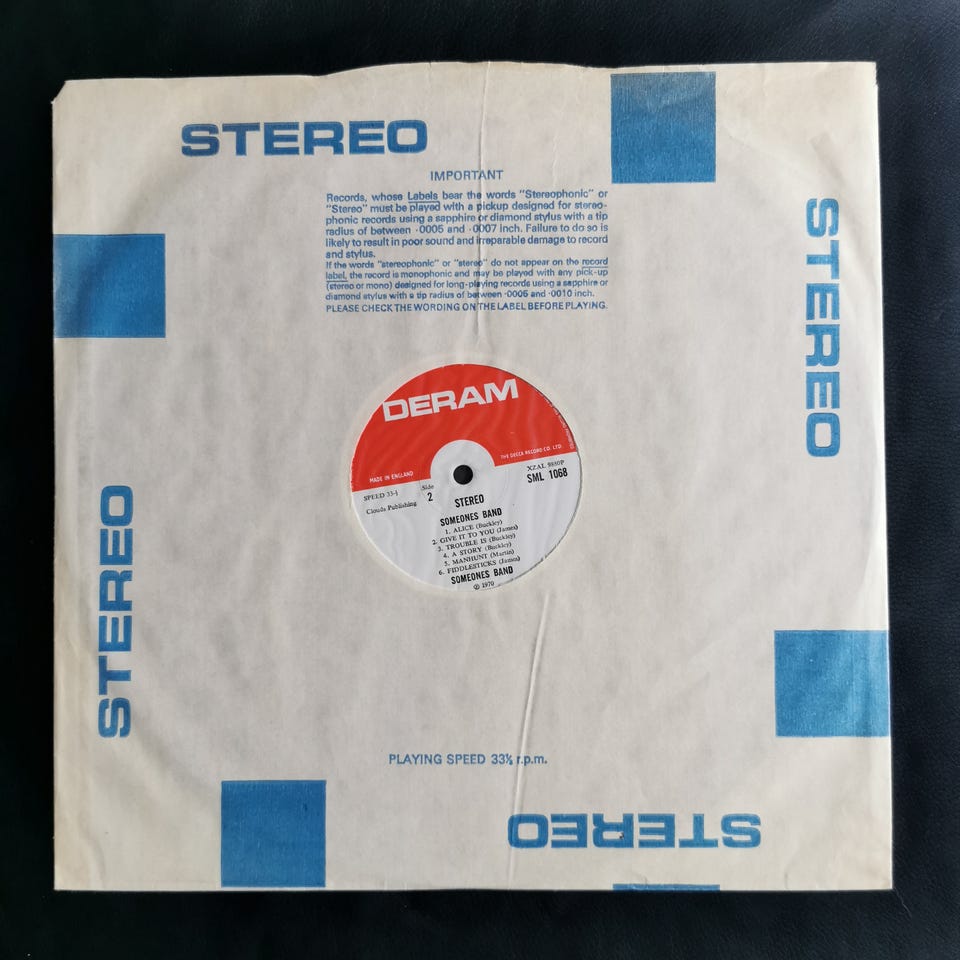 STEREO
IMPORTANT
Records, whose Labels bear the words "Stereophonic" or
"Stereo" must be played with a pickup designed for stereo-
phonic records using a sapphire or diamond stylus with a tip
radius of between ·0005 and ·0007 inch. Failure to do so is
likely to result in poor sound and irreparable damage to record
and stylus.
If the words "stereophonic" or "stereo" do not appear on the record
label, the record is monophonic and may be played with any pick-up
(stereo or mono) designed for long-playing records using a sapphire or
diamond stylus with a tip radius of between ·0005 and ·0010 inch.
PLEASE CHECK THE WORDING ON THE LABEL BEFORE PLAYING.
STEREO
DERAM
THE DECCA RECORD CO. LTD.
MADE IN ENGLAND
SPEED 33⅓
Side
2
XZAL 9880P
SML 1068
Clouds Publishing
STEREO
SOMEONES BAND
1. ALICE (Buckley)
2. GIVE IT TO YOU (James)
3. TROUBLE IS (Buckley)
4. A STORY (Buckley)
5. MANHUNT (Martin)
6. FIDDLESTICKS (James)
SOMEONES BAND
℗ 1970
STEREO
PLAYING SPEED 33⅓ r.p.m.
STEREO